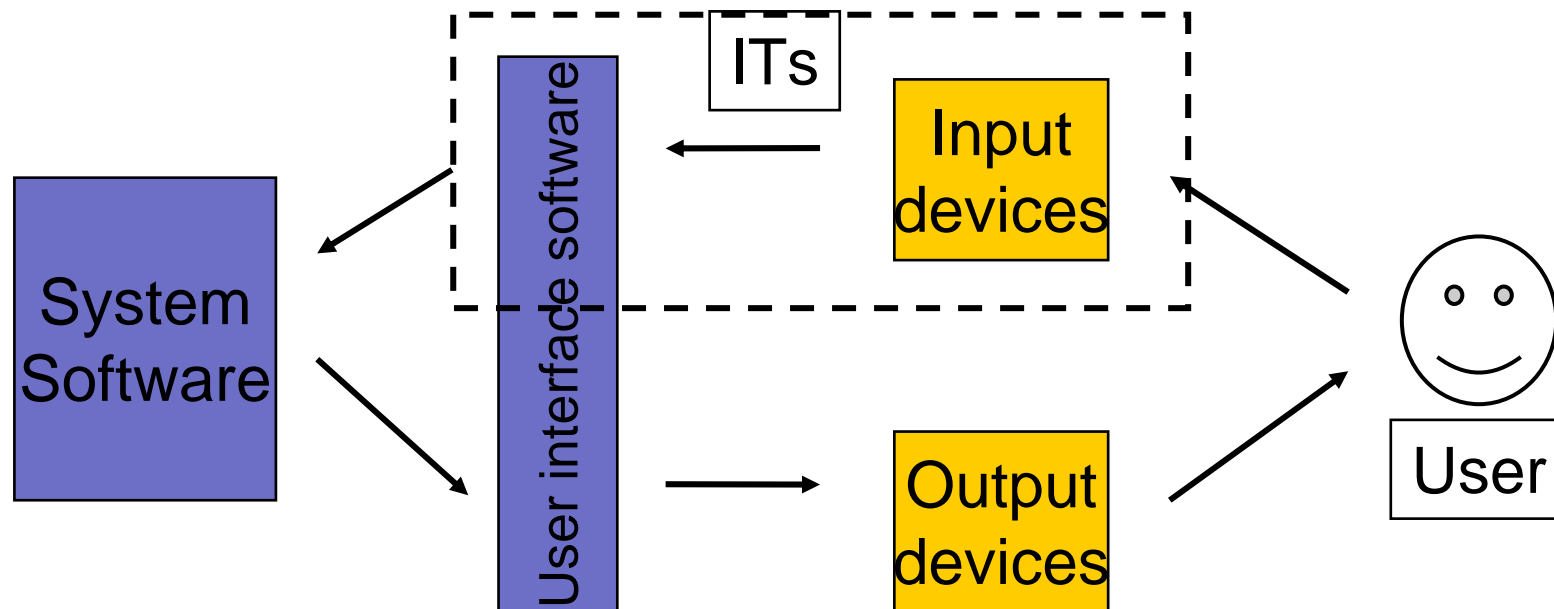 ITs
Input
devices
User interface software
System
Software
Output
devices
User